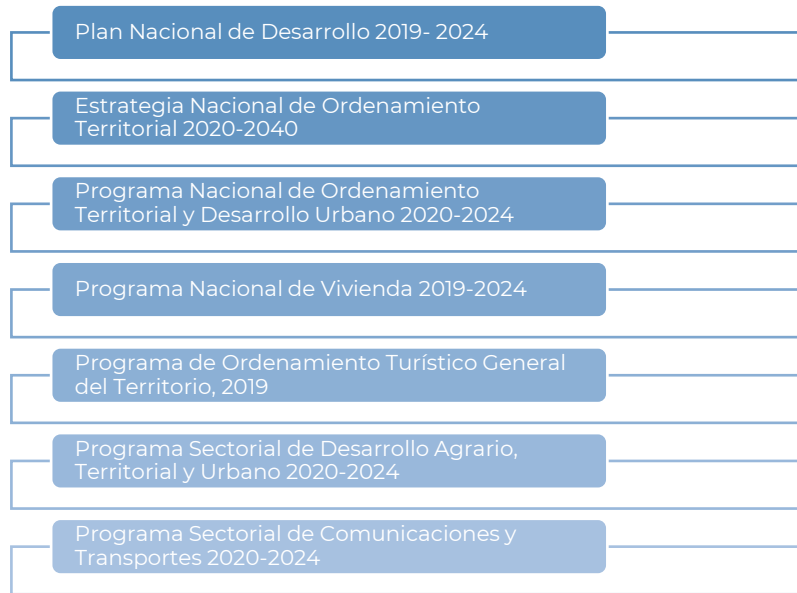 Plan Nacional de Desarrollo 2019- 2024
Estrategia Nacional de Ordenamiento
Territorial 2020-2040
Programa Nacional de Ordenamiento
Territorial y Desarrollo Urbano 2020-2024
Programa Nacional de Vivienda 2019-2024
Programa de Ordenamiento Turístico General
del Territorio, 2019
Programa Sectorial de Desarrollo Agrario,
Territorial y Urbano 2020-2024
Programa Sectorial de Comunicaciones y
Transportes 2020-2024